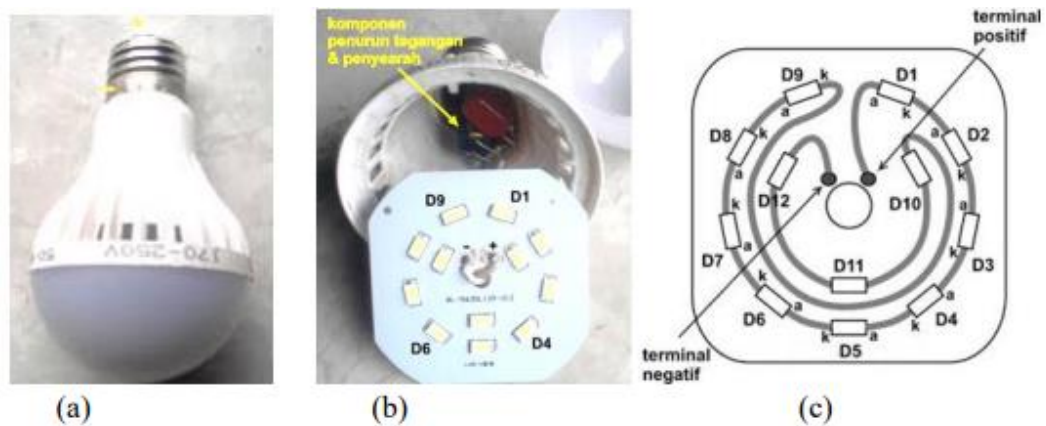 170-250V
(a)
komponen
penurun tegangan
& penyearah
D9
D1
- +
D6
D4
(b)
terminal
positif
D9
k
a
D1
a
k
D8
k
a
a
D2
k
D12
D10
k
D7
a
a
D3
k
D11
D6
k
a
a
D4
k
k
D5
a
terminal
negatif
(c)